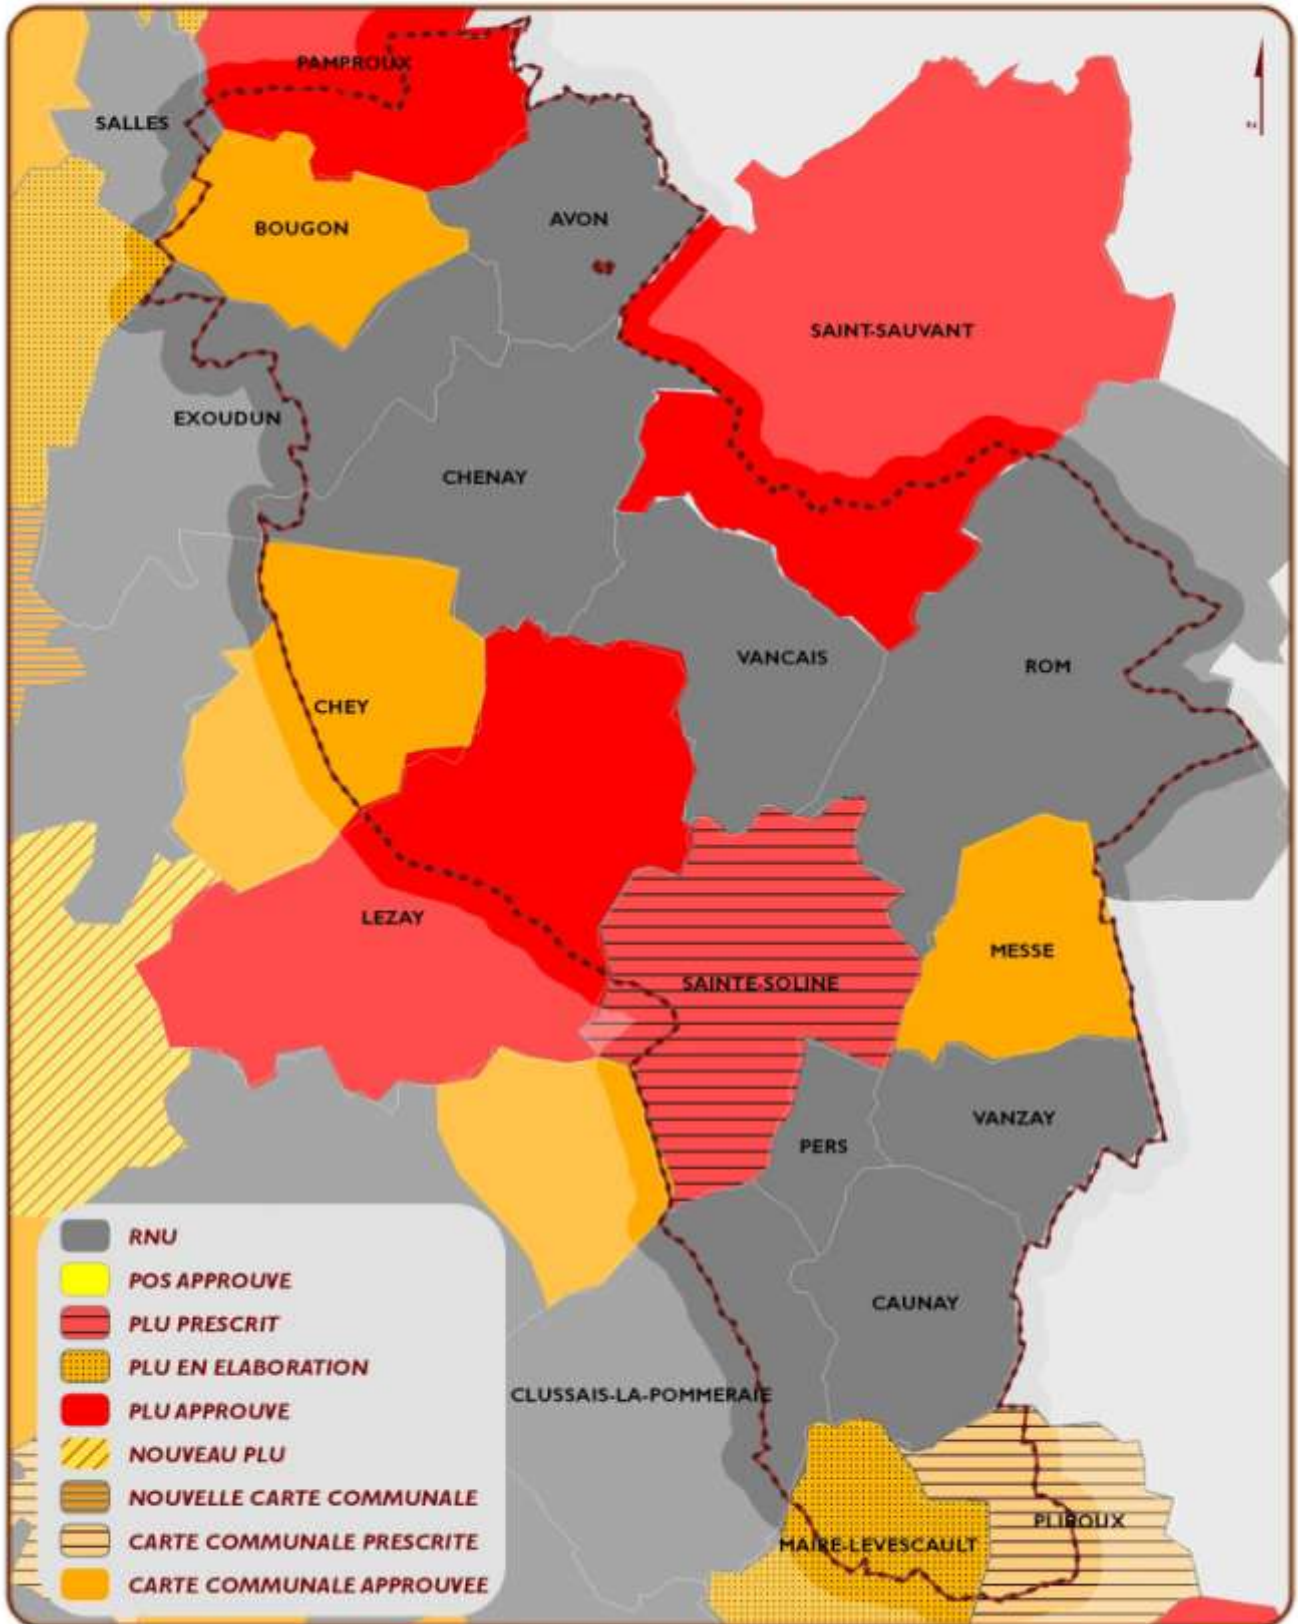 PAMPROUX
SALLES
BOUGON
AVON
SAINT-SAUVANT
EXOUDUN
CHENAY
VANCAIS
ROM
CHEY
LEZAY
MESSE
SAINTE-SOLINE
VANZAY
PERS
CAUNAY
CLUSSAIS-LA-POMMERAIE
PLIBOUX
MAIRE-LEVESCAULT
RNU
POS APPROUVE
PLU PRESCRIT
PLU EN ELABORATION
PLU APPROUVE
NOUVEAU PLU
NOUVELLE CARTE COMMUNALE
CARTE COMMUNALE PRESCRITE
CARTE COMMUNALE APPROUVEE